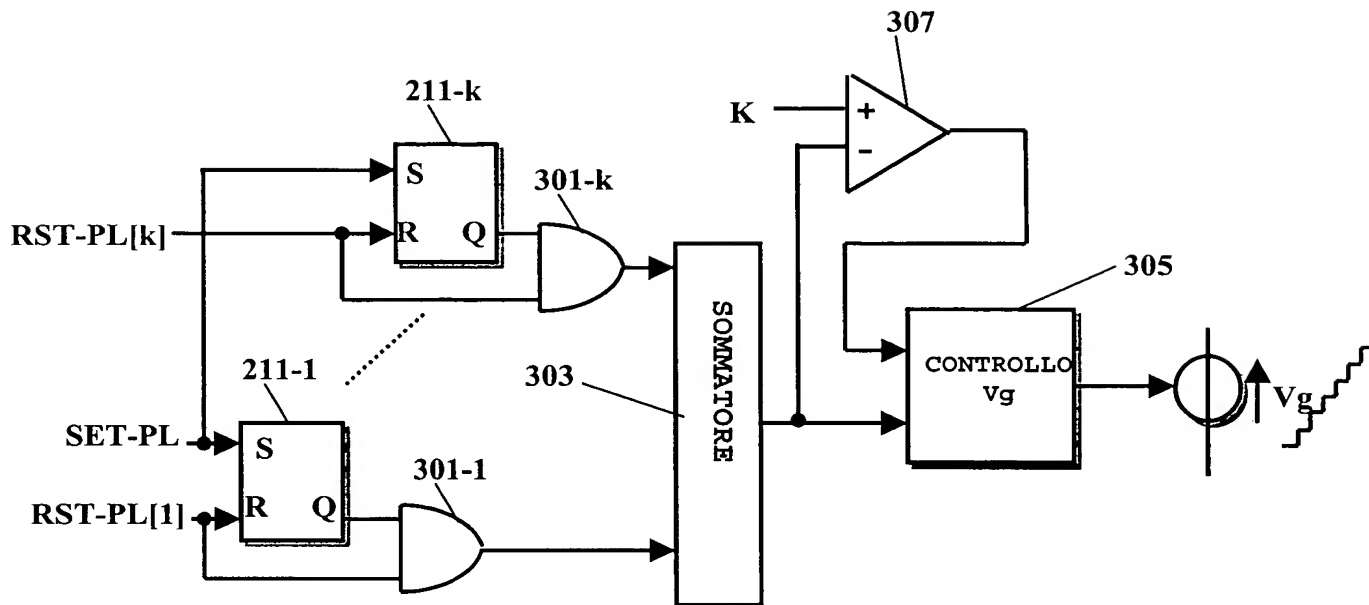 307
211-k
K
+
-
S
301-k
RST-PL[k]
R
Q
305
SOMMATORE
211-1
303
CONTROLLO
Vg
Vg
SET-PL
S
301-1
RST-PL[1]
R
Q